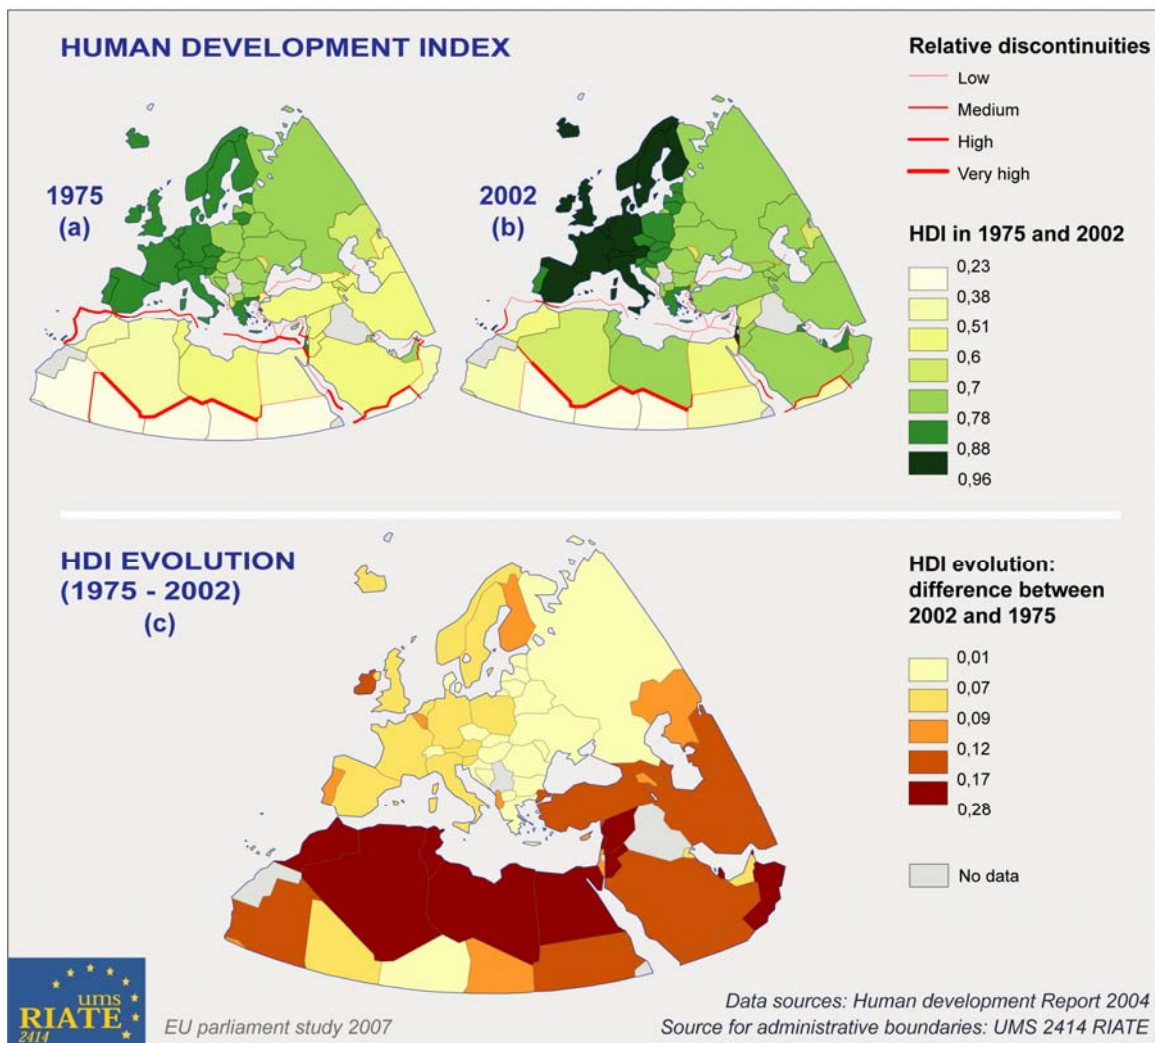 HUMAN DEVELOPMENT INDEX
1975
(a)
2002
(b)
Relative discontinuities
Low
Medium
High
Very high
HDI in 1975 and 2002
0,23
0,38
0,51
0,6
0,7
0,78
0,88
0,96
HDI EVOLUTION
(1975 - 2002)
(c)
HDI evolution:
difference between
2002 and 1975
0,01
0,07
0,09
0,12
0,17
0,28
No data
ums
RIATE
2414
EU parliament study 2007
Data sources: Human development Report 2004
Source for administrative boundaries: UMS 2414 RIATE